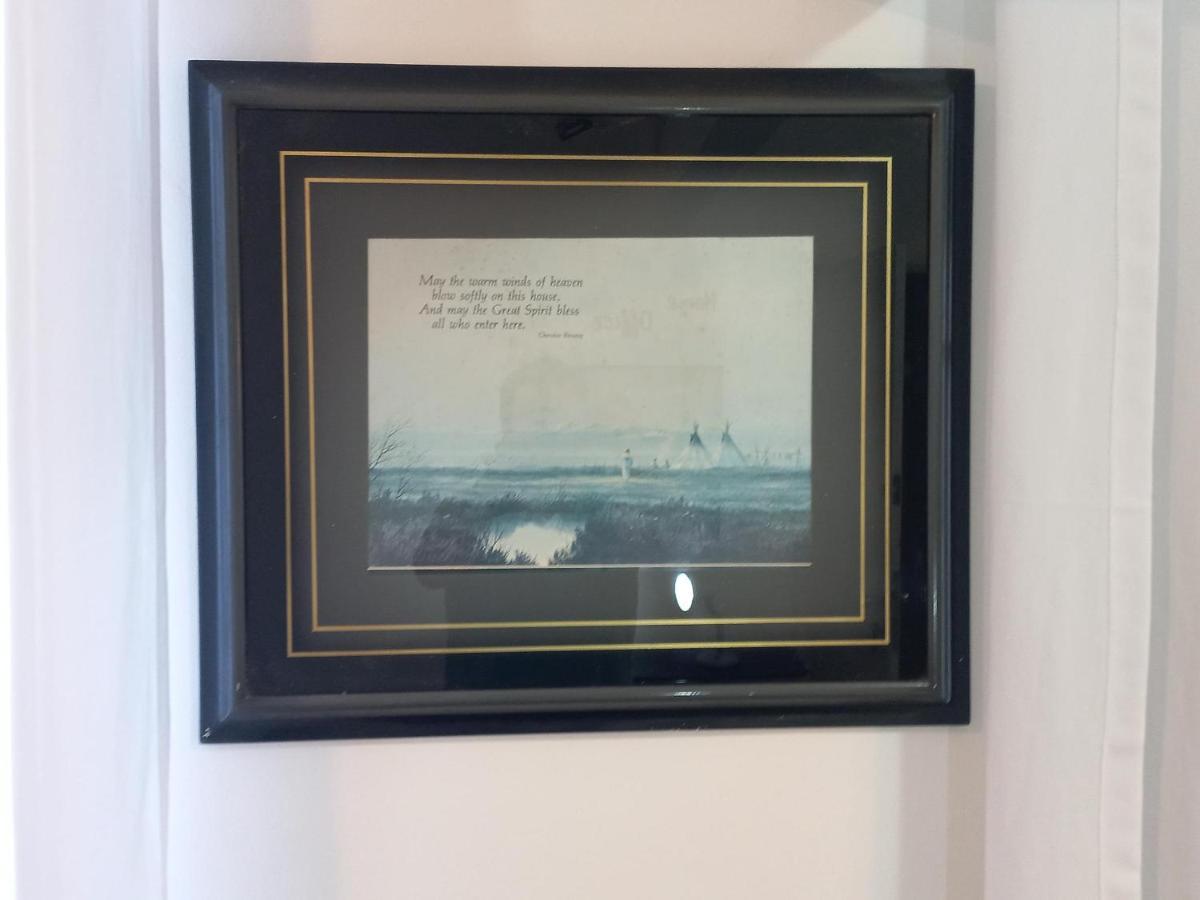 May the warm winds of heaven
blow softly on this house.
And may the Great Spirit bless
all who enter here.